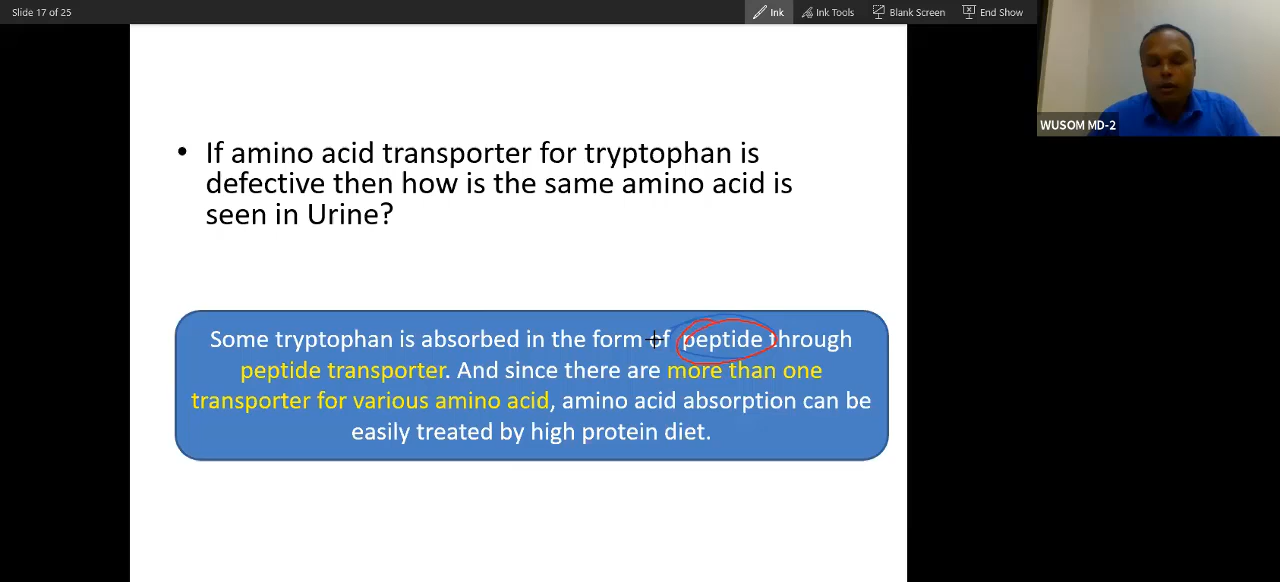 Slide 17 of 25
Ink
Ink Tools
Blank Screen
End Show
WUSOM MD-2
• If amino acid transporter for tryptophan is
defective then how is the same amino acid is
seen in Urine?
Some tryptophan is absorbed in the form of peptide through
peptide transporter. And since there are more than one
transporter for various amino acid, amino acid absorption can be
easily treated by high protein diet.